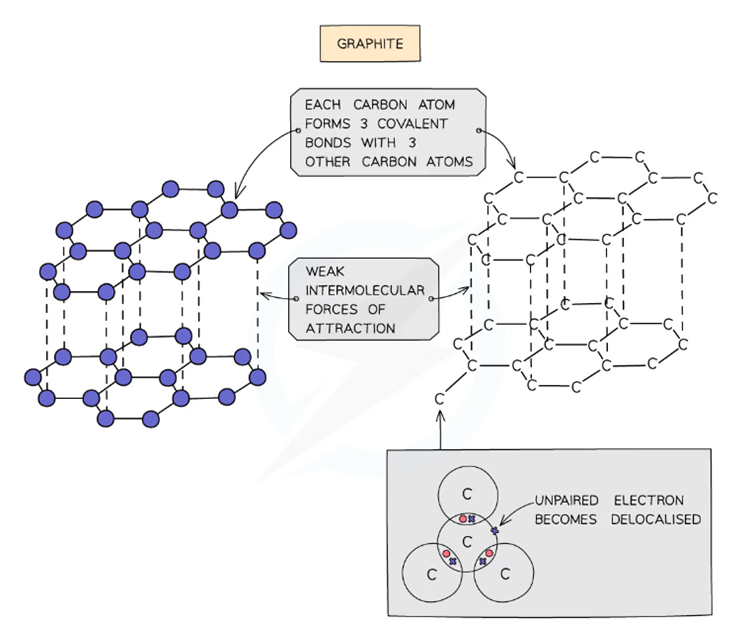 GRAPHITE
EACH CARBON ATOM
FORMS 3 COVALENT
BONDS WITH 3
OTHER CARBON ATOMS
C C
C C C C
C C C C
C C C C
C C C
C C
WEAK
INTERMOLECULAR
FORCES OF
ATTRACTION
C C
C C C C
C C C C
C C C C
C C
C
C
C
C C
UNPAIRED ELECTRON
BECOMES DELOCALISED